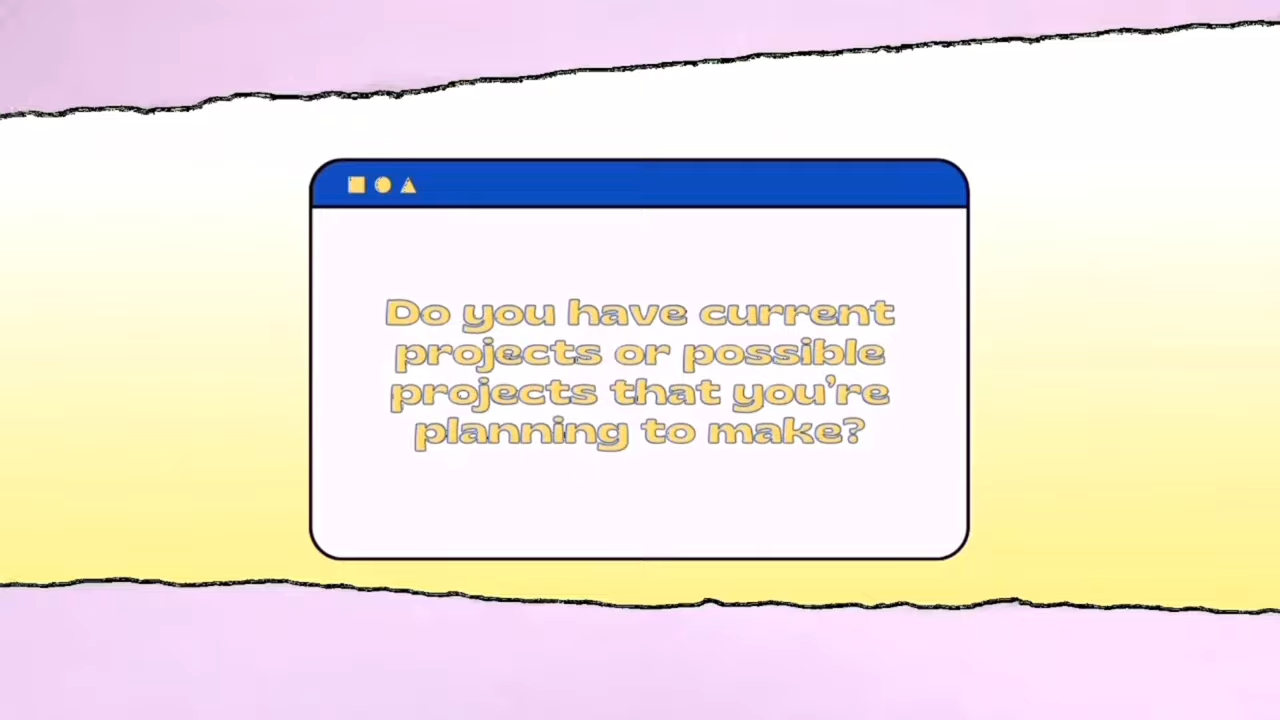 Do you have current
projects or possible
projects that you're
planning to make?